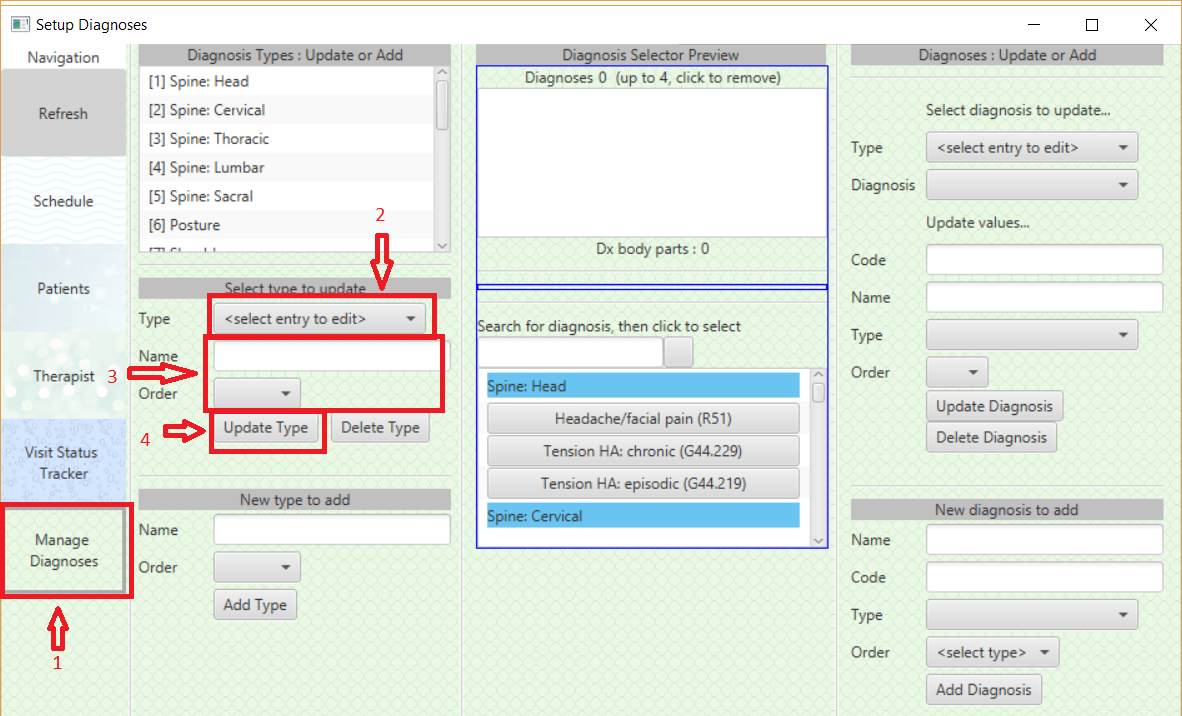 Setup Diagnoses
Navigation
Refresh
Schedule
Patients
Therapist
Visit Status
Tracker
Manage
Diagnoses
1
Diagnosis Types : Update or Add
[1] Spine: Head
[2] Spine: Cervical
[3] Spine: Thoracic
[4] Spine: Lumbar
[5] Spine: Sacral
[6] Posture
2
Select type to update
Type <select entry to edit>
Name
3
Order
4
Update Type Delete Type
New type to add
Name
Order
Add Type
Diagnosis Selector Preview
Diagnoses 0 (up to 4, click to remove)
Dx body parts : 0
Search for diagnosis, then click to select
Spine: Head
Headache/facial pain (R51)
Tension HA: chronic (G44.229)
Tension HA: episodic (G44.219)
Spine: Cervical
Diagnoses : Update or Add
Select diagnosis to update...
Type <select entry to edit>
Diagnosis
Update values...
Code
Name
Type
Order
Update Diagnosis
Delete Diagnosis
New diagnosis to add
Name
Code
Type
Order <select type>
Add Diagnosis